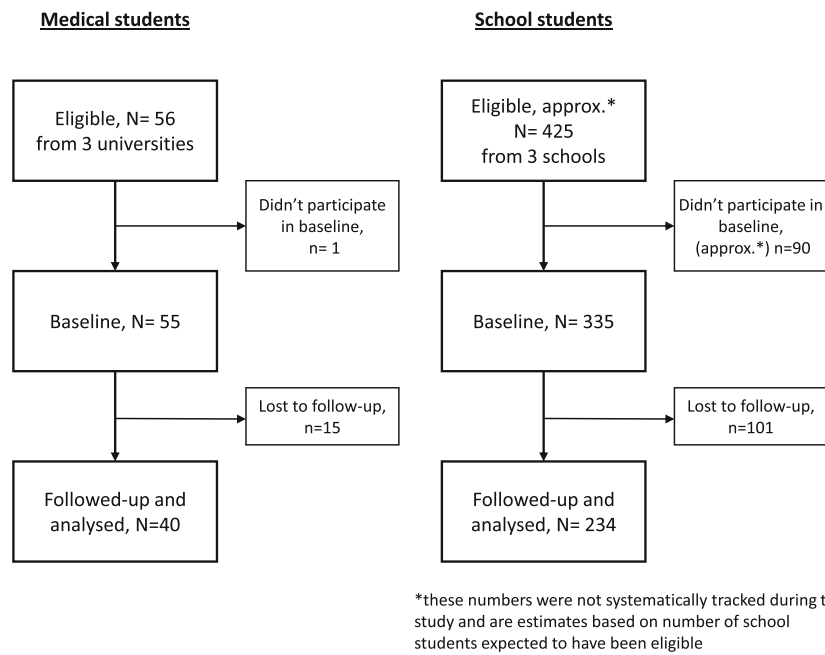 Medical students
Eligible, N= 56
from 3 universities
Didn't participate
in baseline,
n= 1
Baseline, N= 55
Lost to follow-up,
n=15
Followed-up and
analysed, N=40
School students
Eligible, approx.*
N= 425
from 3 schools
Didn't participate in
baseline,
(approx.*) n=90
Baseline, N= 335
Lost to follow-up,
n=101
Followed-up and
analysed, N= 234
*these numbers were not systematically tracked during
study and are estimates based on number of school
students expected to have been eligible